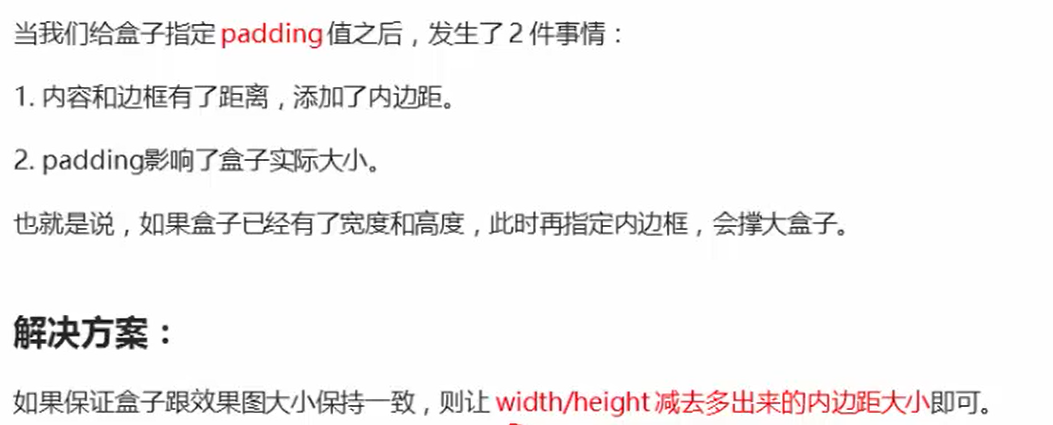 当我们给盒子指定 padding 值之后，发生了 2 件事情：
1. 内容和边框有了距离，添加了内边距。
2. padding影响了盒子实际大小。
也就是说，如果盒子已经有了宽度和高度，此时再指定内边框，会撑大盒子。
解决方案：
如果保证盒子跟效果图大小保持一致，则让 width/height 减去多出来的内边距大小即可。